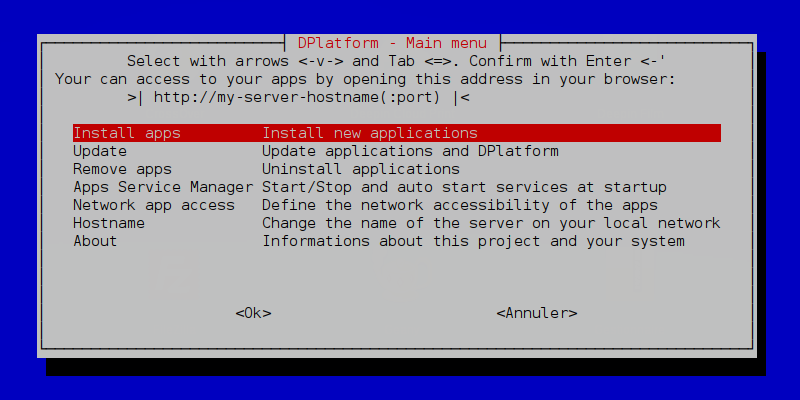 DPlatform - Main menu
Select with arrows <-v-> and Tab <=>. Confirm with Enter <-'
Your can access to your apps by opening this address in your browser:
>| http://my-server-hostname(:port) |<
Install apps Install new applications
Update Update applications and DPlatform
Remove apps Uninstall applications
Apps Service Manager Start/Stop and auto start services at startup
Network app access Define the network accessibility of the apps
Hostname Change the name of the server on your local network
About Informations about this project and your system
<Ok> <Annuler>